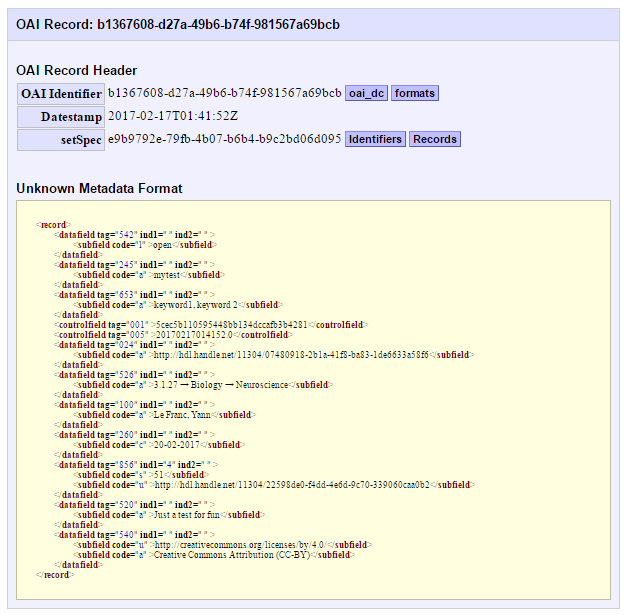 OAI Record: b1367608-d27a-49b6-b74f-981567a69bcb
OAI Record Header
OAI Identifier b1367608-d27a-49b6-b74f-981567a69bcb oai_dc formats
Datestamp 2017-02-17T01:41:52Z
setSpec e9b9792e-79fb-4b07-b6b4-b9c2bd06d095 Identifiers Records
Unknown Metadata Format
<record>
<datafield tag="542" ind1=" " ind2=" " >
<subfield code="l" >open</subfield>
</datafield>
<datafield tag="245" ind1=" " ind2=" " >
<subfield code="a" >mytest</subfield>
</datafield>
<datafield tag="653" ind1=" " ind2=" " >
<subfield code="a" >keyword1, keyword 2</subfield>
</datafield>
<controlfield tag="001" >5cec5b110595448bb134dccafb3b4281</controlfield>
<controlfield tag="005" >20170217014152.0</controlfield>
<datafield tag="024" ind1=" " ind2=" " >
<subfield code="a" >http://hdl.handle.net/11304/07480918-2b1a-41f8-ba83-1de6633a58f6</subfield>
</datafield>
<datafield tag="526" ind1=" " ind2=" " >
<subfield code="a" >3.1.27 → Biology → Neuroscience</subfield>
</datafield>
<datafield tag="100" ind1=" " ind2=" " >
<subfield code="a" >Le Franc, Yann</subfield>
</datafield>
<datafield tag="260" ind1=" " ind2=" " >
<subfield code="c" >20-02-2017</subfield>
</datafield>
<datafield tag="856" ind1="4" ind2=" " >
<subfield code="s" >51</subfield>
<subfield code="u" >http://hdl.handle.net/11304/22598de0-f4dd-4e6d-9c70-339060caa0b2</subfield>
</datafield>
<datafield tag="520" ind1=" " ind2=" " >
<subfield code="a" >Just a test for fun</subfield>
</datafield>
<datafield tag="540" ind1=" " ind2=" " >
<subfield code="u" >http://creativecommons.org/licenses/by/4.0/</subfield>
<subfield code="a" >Creative Commons Attribution (CC-BY)</subfield>
</datafield>
</record>